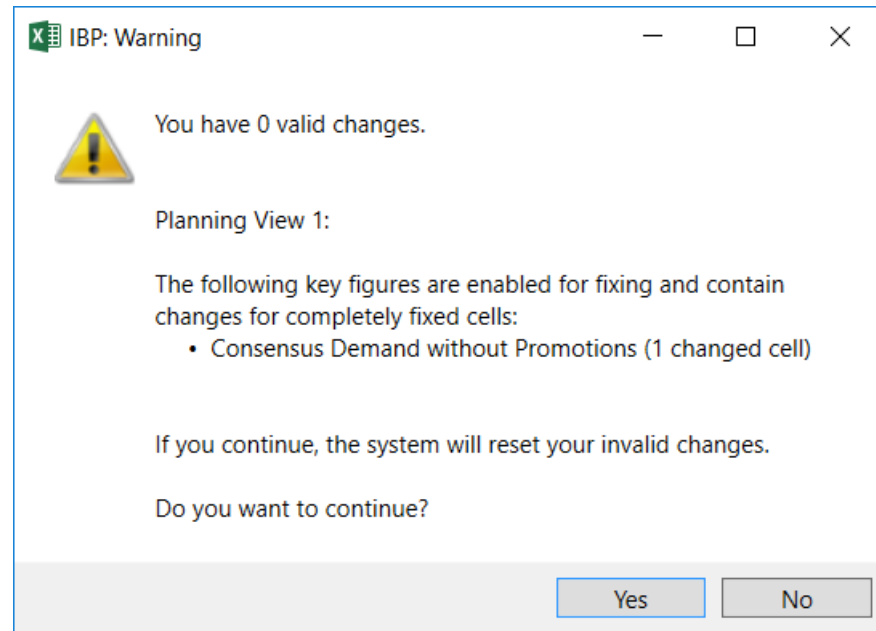 IBP: Warning
You have 0 valid changes.
Planning View 1:
The following key figures are enabled for fixing and contain
changes for completely fixed cells:
• Consensus Demand without Promotions (1 changed cell)
If you continue, the system will reset your invalid changes.
Do you want to continue?
Yes No